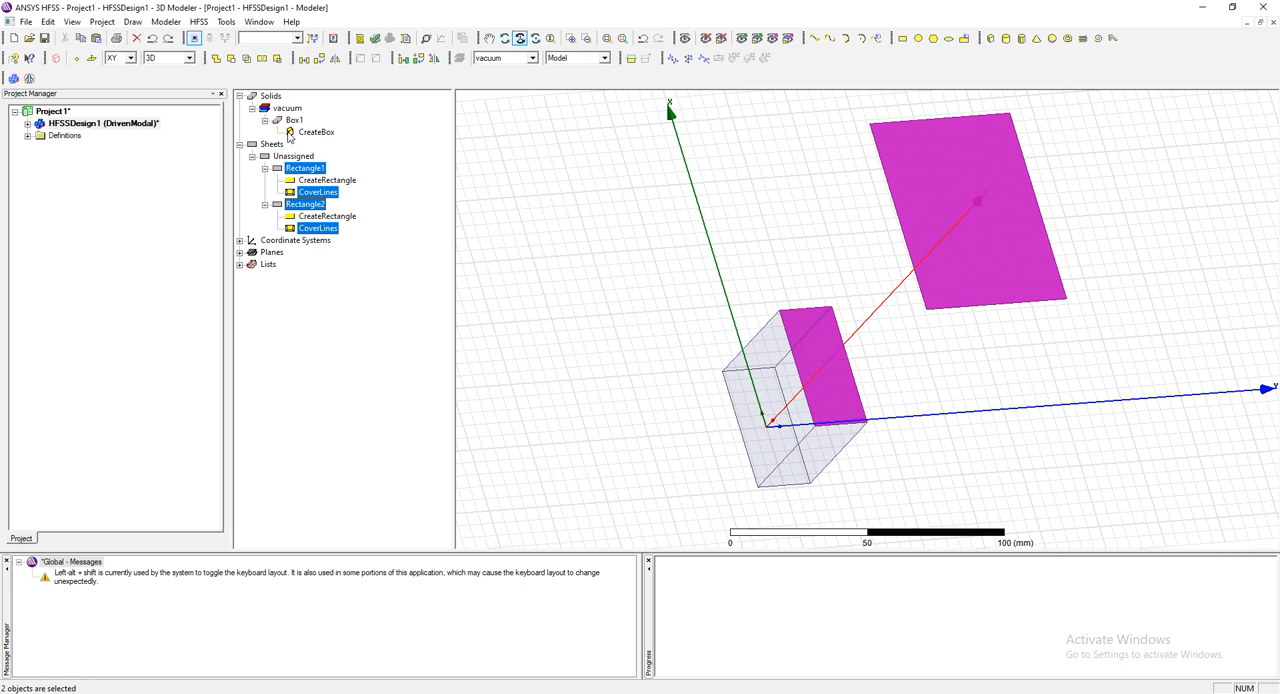 ANSYS HFSS - Project1 - HFSSDesign1 - 3D Modeler - [Project1 - HFSSDesign1 - Modeler]
File Edit View Project Draw Modeler HFSS Tools Window Help
XY 3D vacuum Model
Project Manager
Project1*
HFSSDesign1 (DrivenModal)*
Definitions
Project
Solids
vacuum
Box1
CreateBox
Sheets
Unassigned
Rectangle1
CreateRectangle
CoverLines
Rectangle2
CreateRectangle
CoverLines
Coordinate Systems
Planes
Lists
X
Y
0 50 100 (mm)
*Global - Messages
Left-alt + shift is currently used by the system to toggle the keyboard layout. It is also used in some portions of this application, which may cause the keyboard layout to change
unexpectedly.
Message Manager
Progress
Activate Windows
Go to Settings to activate Windows.
2 objects are selected
NUM